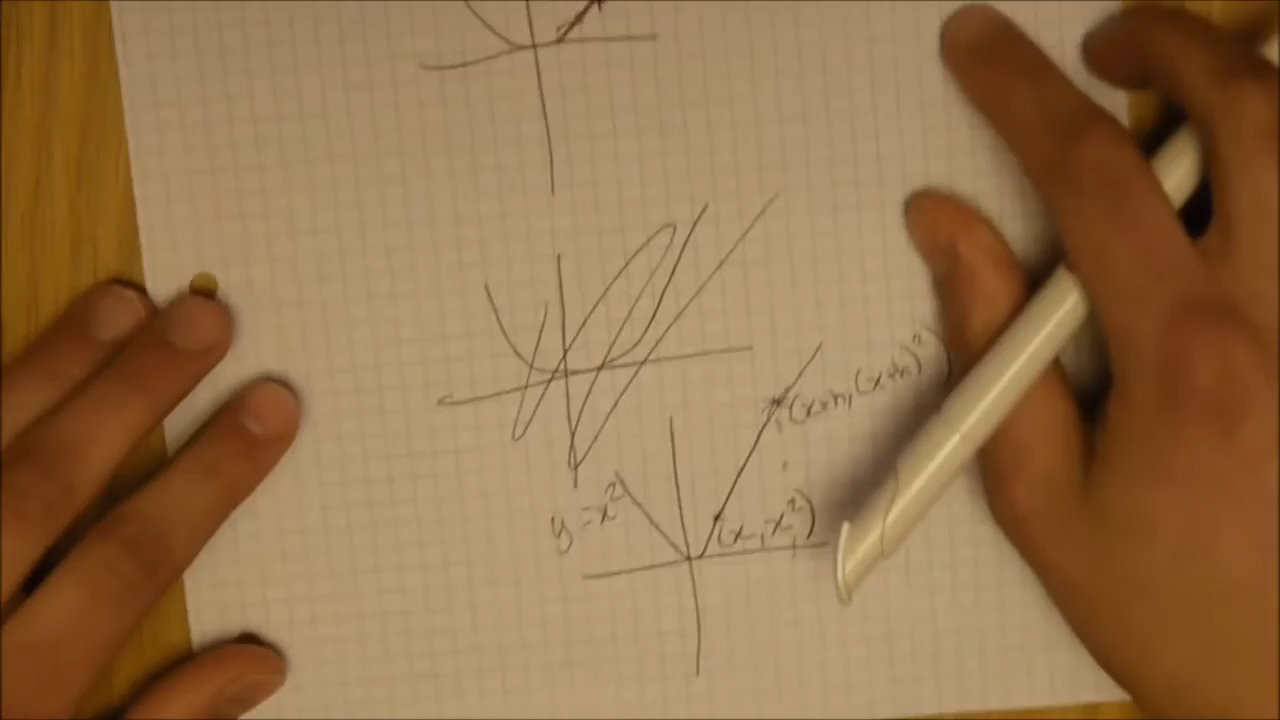 (x+h, (x+h)²)
y = x²
(x, x²)